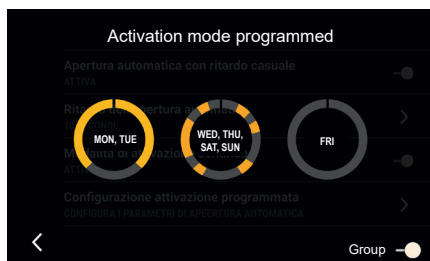 Activation mode programmed
Apertura automatica con ritardo casuale
ATTIVA
MON, TUE
WED, THU,
SAT, SUN
FRI
Configurazione attivazione programmata
CONFIGURA I PARAMETRI DI APEERTURA AUTOMATICA
Group